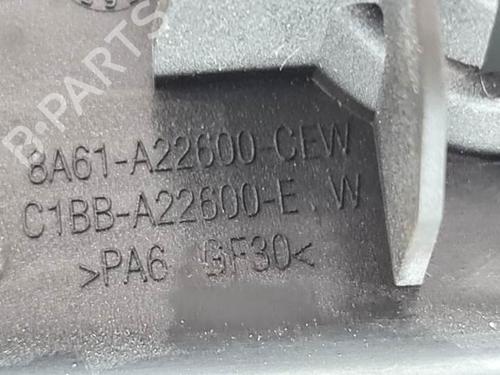 B-PARTS
8A61-A22600-CEW
C1BB-A22600-E W
>PA6 GF30<